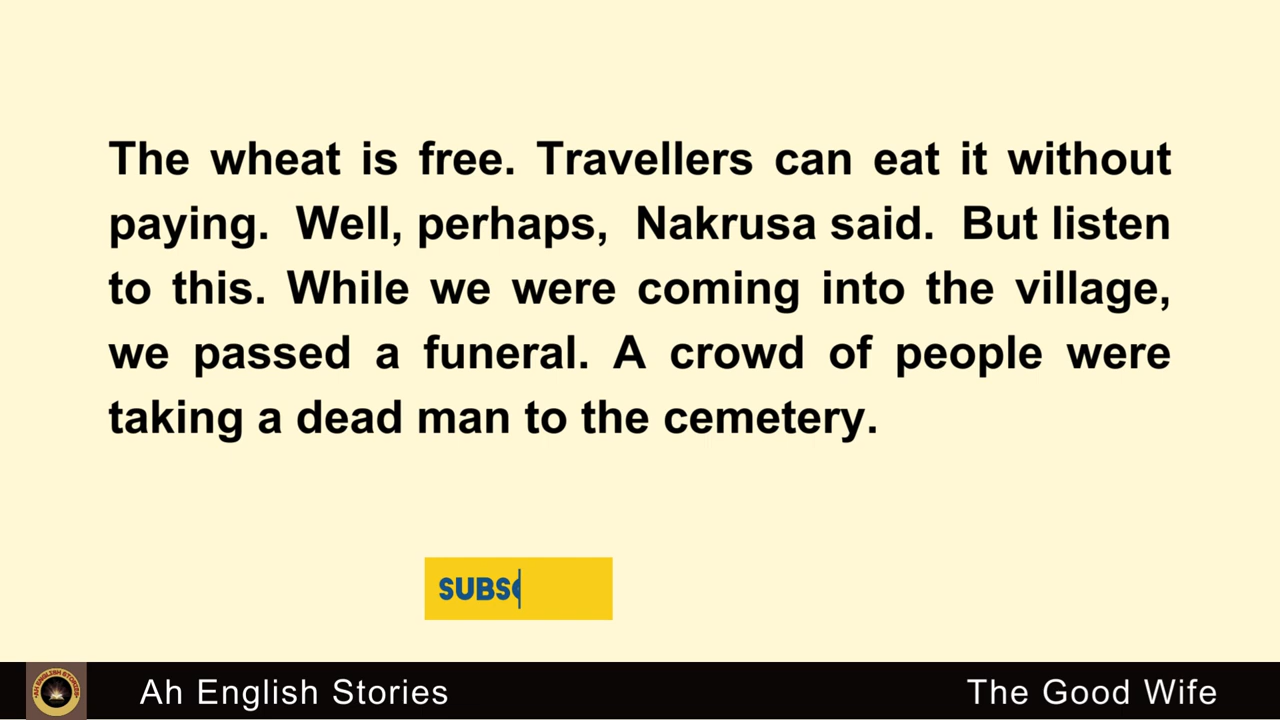 The wheat is free. Travellers can eat it without
paying. Well, perhaps, Nakrusa said. But listen
to this. While we were coming into the village,
we passed a funeral. A crowd of people were
taking a dead man to the cemetery.
SUBS
Ah English Stories
The Good Wife